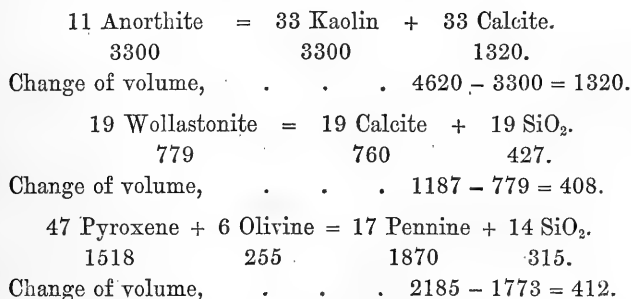 11 Anorthite = 33 Kaolin + 33 Calcite.
3300 3300 1320.
Change of volume, . . . 4620 – 3300 = 1320.
19 Wollastonite = 19 Calcite + 19 SiO₂.
779 760 427.
Change of volume, . . . 1187 – 779 = 408.
47 Pyroxene + 6 Olivine = 17 Pennine + 14 SiO₂.
1518 255 1870 315.
Change of volume, . . . 2185 – 1773 = 412.